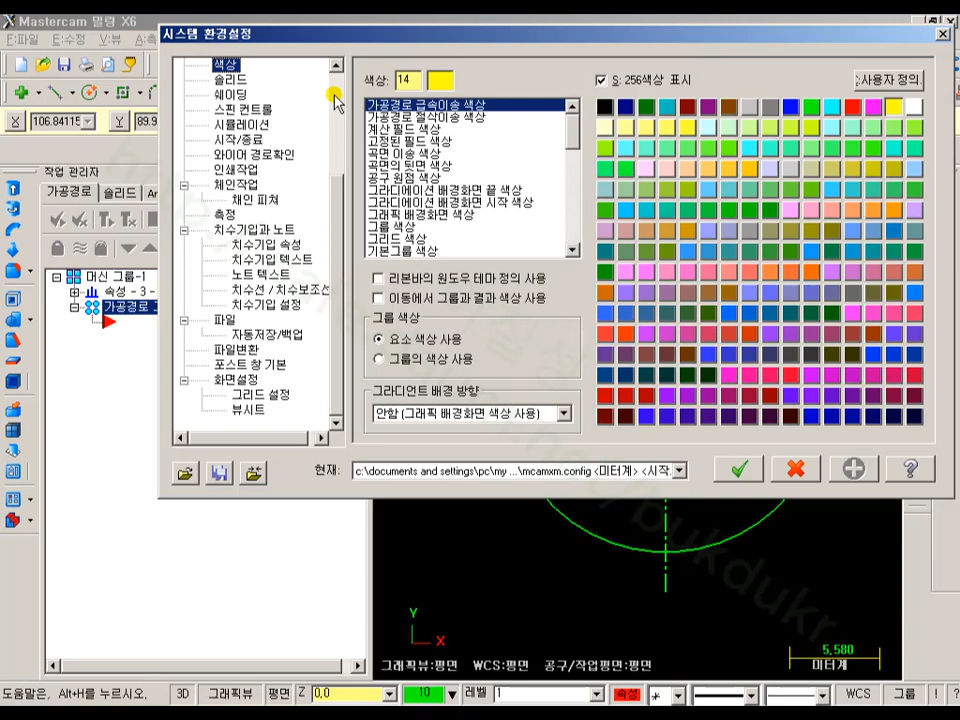 Mastercam 밀링 X6
F:파일 E:수정 V:뷰 A:측
시스템 환경설정
X 106.84115 Y 89.9
작업 관리자
가공경로 솔리드 Ar
머신 그룹-1
속성 - 3 -
가공경로 그
색상
솔리드
쉐이딩
스핀 컨트롤
시뮬레이션
시작/종료
와이어 경로확인
인쇄작업
체인작업
채인 피쳐
측정
치수기입과 노트
치수기입 속성
치수기입 텍스트
노트 텍스트
치수선 / 치수보조선
치수기입 설정
파일
자동저장/백업
파일변환
포스트 창 기본
화면설정
그리드 설정
뷰시트
색상: 14
S: 256색상 표시
:사용자 정의.
가공경로 급속이송 색상
가공경로 절삭이송 색상
계산 필드 색상
고정된 필드 색상
곡면 이송 색상
곡면의 뒷면 색상
공구 원점 색상
그라디에이션 배경화면 끝 색상
그라디에이션 배경화면 시작 색상
그래픽 배경화면 색상
그룹 색상
그리드 색상
기본그룹 색상
리본바의 원도우 테마 정의 사용
이동에서 그룹과 결과 색상 사용
그룹 색상
요소 색상 사용
그룹의 색상 사용
그라디언트 배경 방향
안함 (그래픽 배경화면 색상 사용)
현재: c:\documents and settings\pc\my ...\mcamxm.config <미터계> <시작.
bukdukr
Y
X
그래픽뷰:평면 WCS:평면 공구/작업평면:평면
5,580
미터계
도움말은, Alt+H를 누르시오, 3D 그래픽뷰 평면 Z 0,0 10 레벨 1 속성 WCS 그룹 ! ?